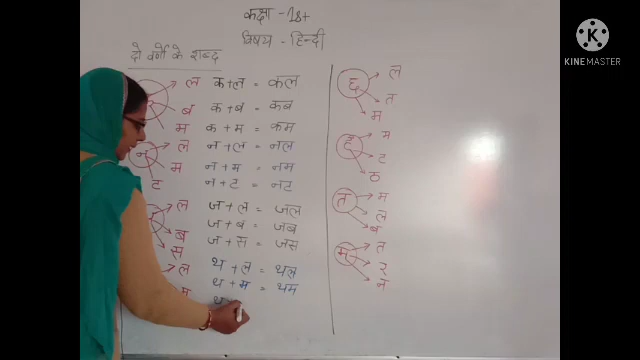 कक्षा - 1st
विषय - हिन्दी
दो वर्णों के शब्द
ल क + ल = कल
ब क + ब = कब
म क + म = कम
न ल न + ल = नल
म न + म = नम
ट न + ट = नट
ल ज + ल = जल
ब ज + ब = जब
स ज + स = जस
ल थ + ल = थल
म थ + म = थम
थ
छ ल
त
म
ह म
ट
ठ
त म
ल
ब
म त
र
न
KINEMASTER